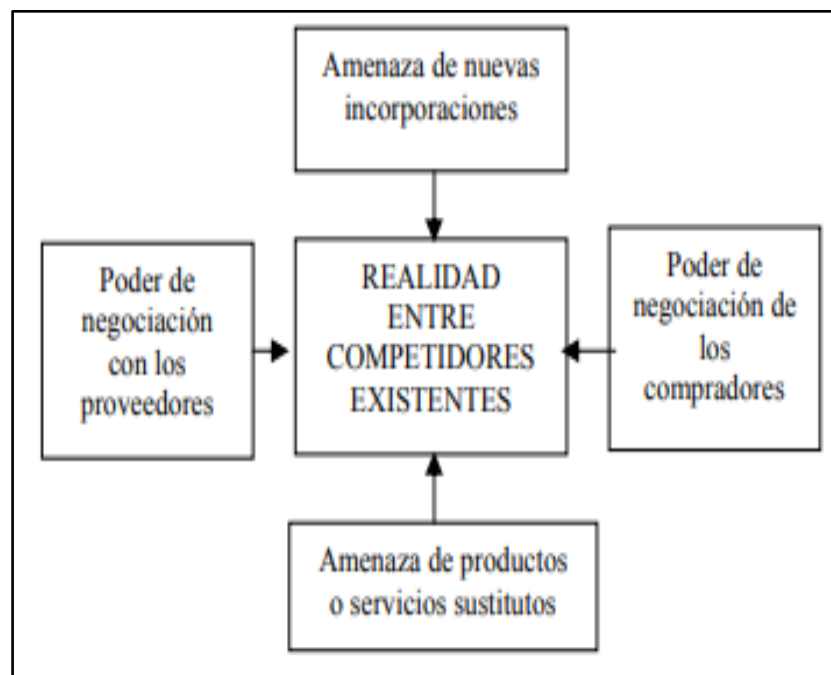 Amenaza de nuevas
incorporaciones
Poder de
negociación
con los
proveedores
REALIDAD
ENTRE
COMPETIDORES
EXISTENTES
Poder de
negociación de
los
compradores
Amenaza de productos
o servicios sustitutos